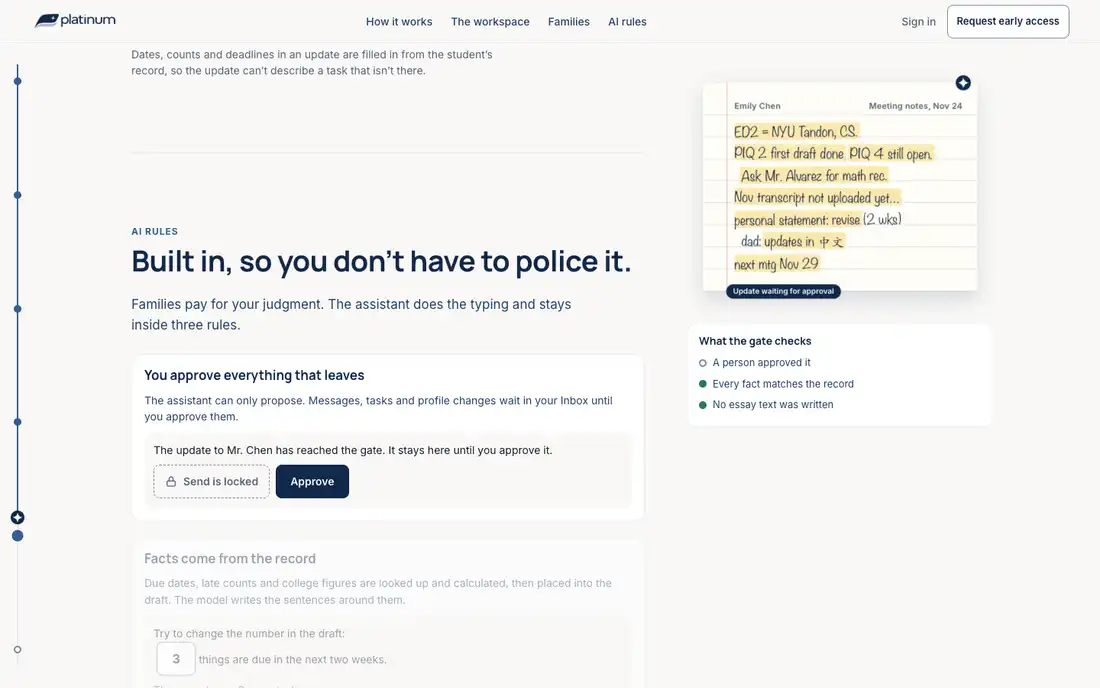 platinum
How it works
The workspace
Families
AI rules
Sign in
Request early access
Dates, counts and deadlines in an update are filled in from the student's
record, so the update can't describe a task that isn't there.
AI RULES
Built in, so you don't have to police it.
Families pay for your judgment. The assistant does the typing and stays
inside three rules.
You approve everything that leaves
The assistant can only propose. Messages, tasks and profile changes wait in your Inbox until
you approve them.
The update to Mr. Chen has reached the gate. It stays here until you approve it.
Send is locked
Approve
Facts come from the record
Due dates, late counts and college figures are looked up and calculated, then placed into the
draft. The model writes the sentences around them.
Try to change the number in the draft:
3 things are due in the next two weeks.
Emily Chen
Meeting notes, Nov 24
ED2 = NYU Tandon, CS.
PIQ 2 first draft done PIQ 4 still open.
Ask Mr. Alvarez for math rec.
Nov transcript not uploaded yet...
personal statement: revise (2 wks)
dad: updates in 中文
next mtg Nov 29
Update waiting for approval
What the gate checks
A person approved it
Every fact matches the record
No essay text was written